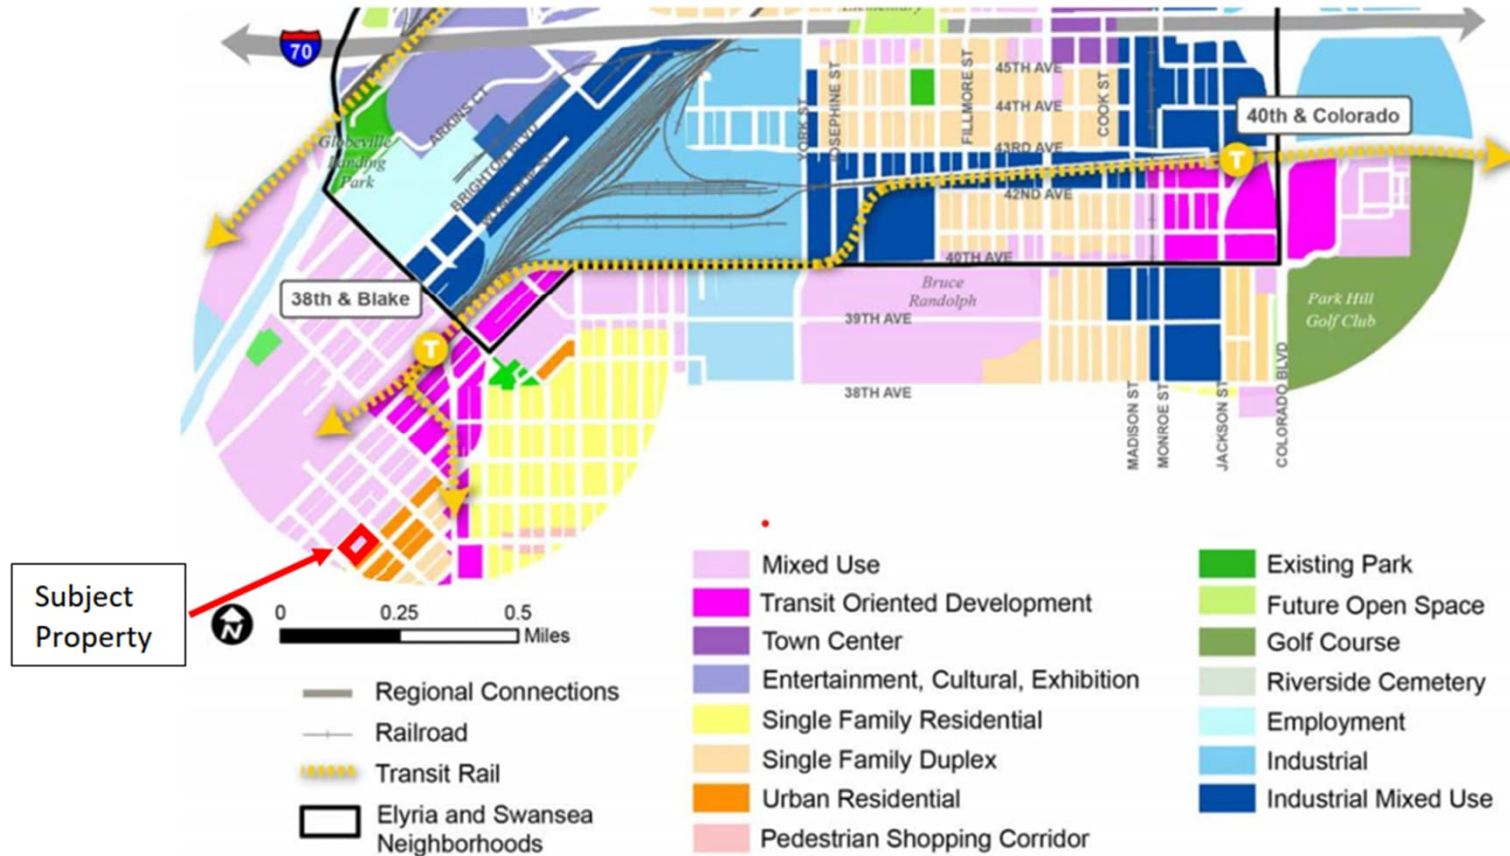 Elementary
70
45TH AVE
44TH AVE
43RD AVE
42ND AVE
40TH AVE
39TH AVE
38TH AVE
ARKINS CT
BRIGHTON BLVD
YORK ST
JOSEPHINE ST
FILLMORE ST
COOK ST
40th & Colorado
Globeville
Landing
Park
38th & Blake
Bruce
Randolph
Park Hill
Golf Club
MADISON ST
MONROE ST
JACKSON ST
COLORADO BLVD
T
T
Subject
Property
N
0 0.25 0.5
Miles
Regional Connections
Railroad
Transit Rail
Elyria and Swansea
Neighborhoods
Mixed Use
Transit Oriented Development
Town Center
Entertainment, Cultural, Exhibition
Single Family Residential
Single Family Duplex
Urban Residential
Pedestrian Shopping Corridor
Existing Park
Future Open Space
Golf Course
Riverside Cemetery
Employment
Industrial
Industrial Mixed Use